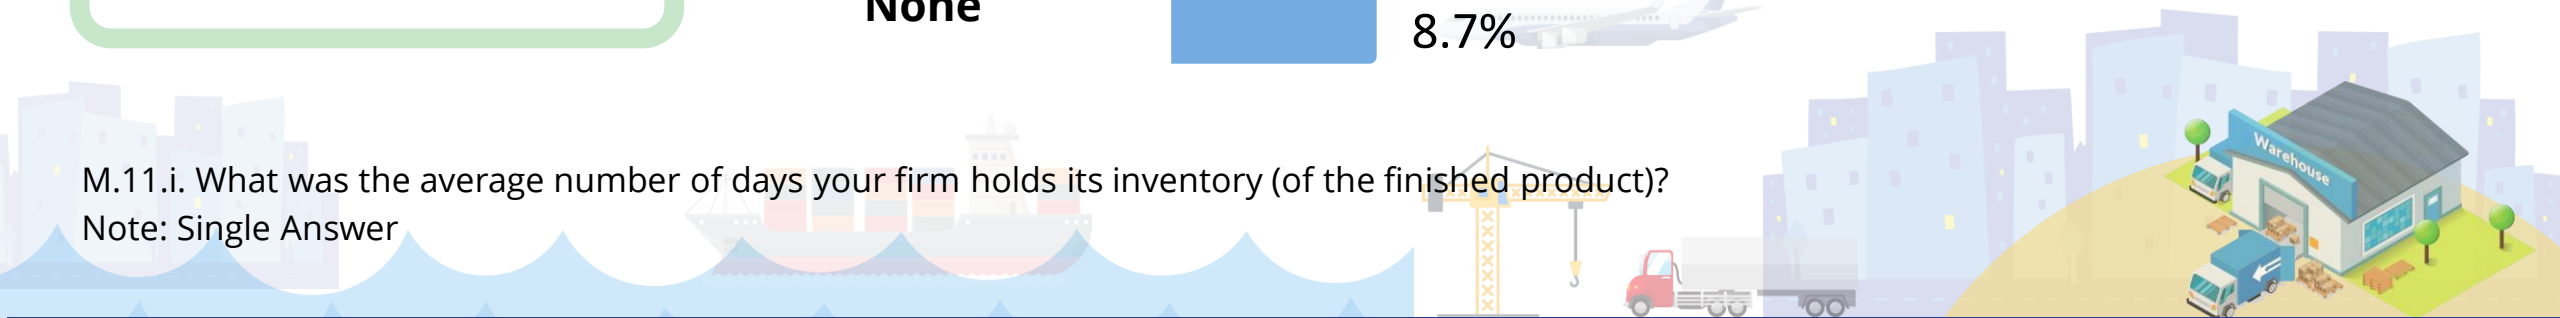 None
8.7%
M.11.i. What was the average number of days your firm holds its inventory (of the finished product)?
Note: Single Answer
Warehouse